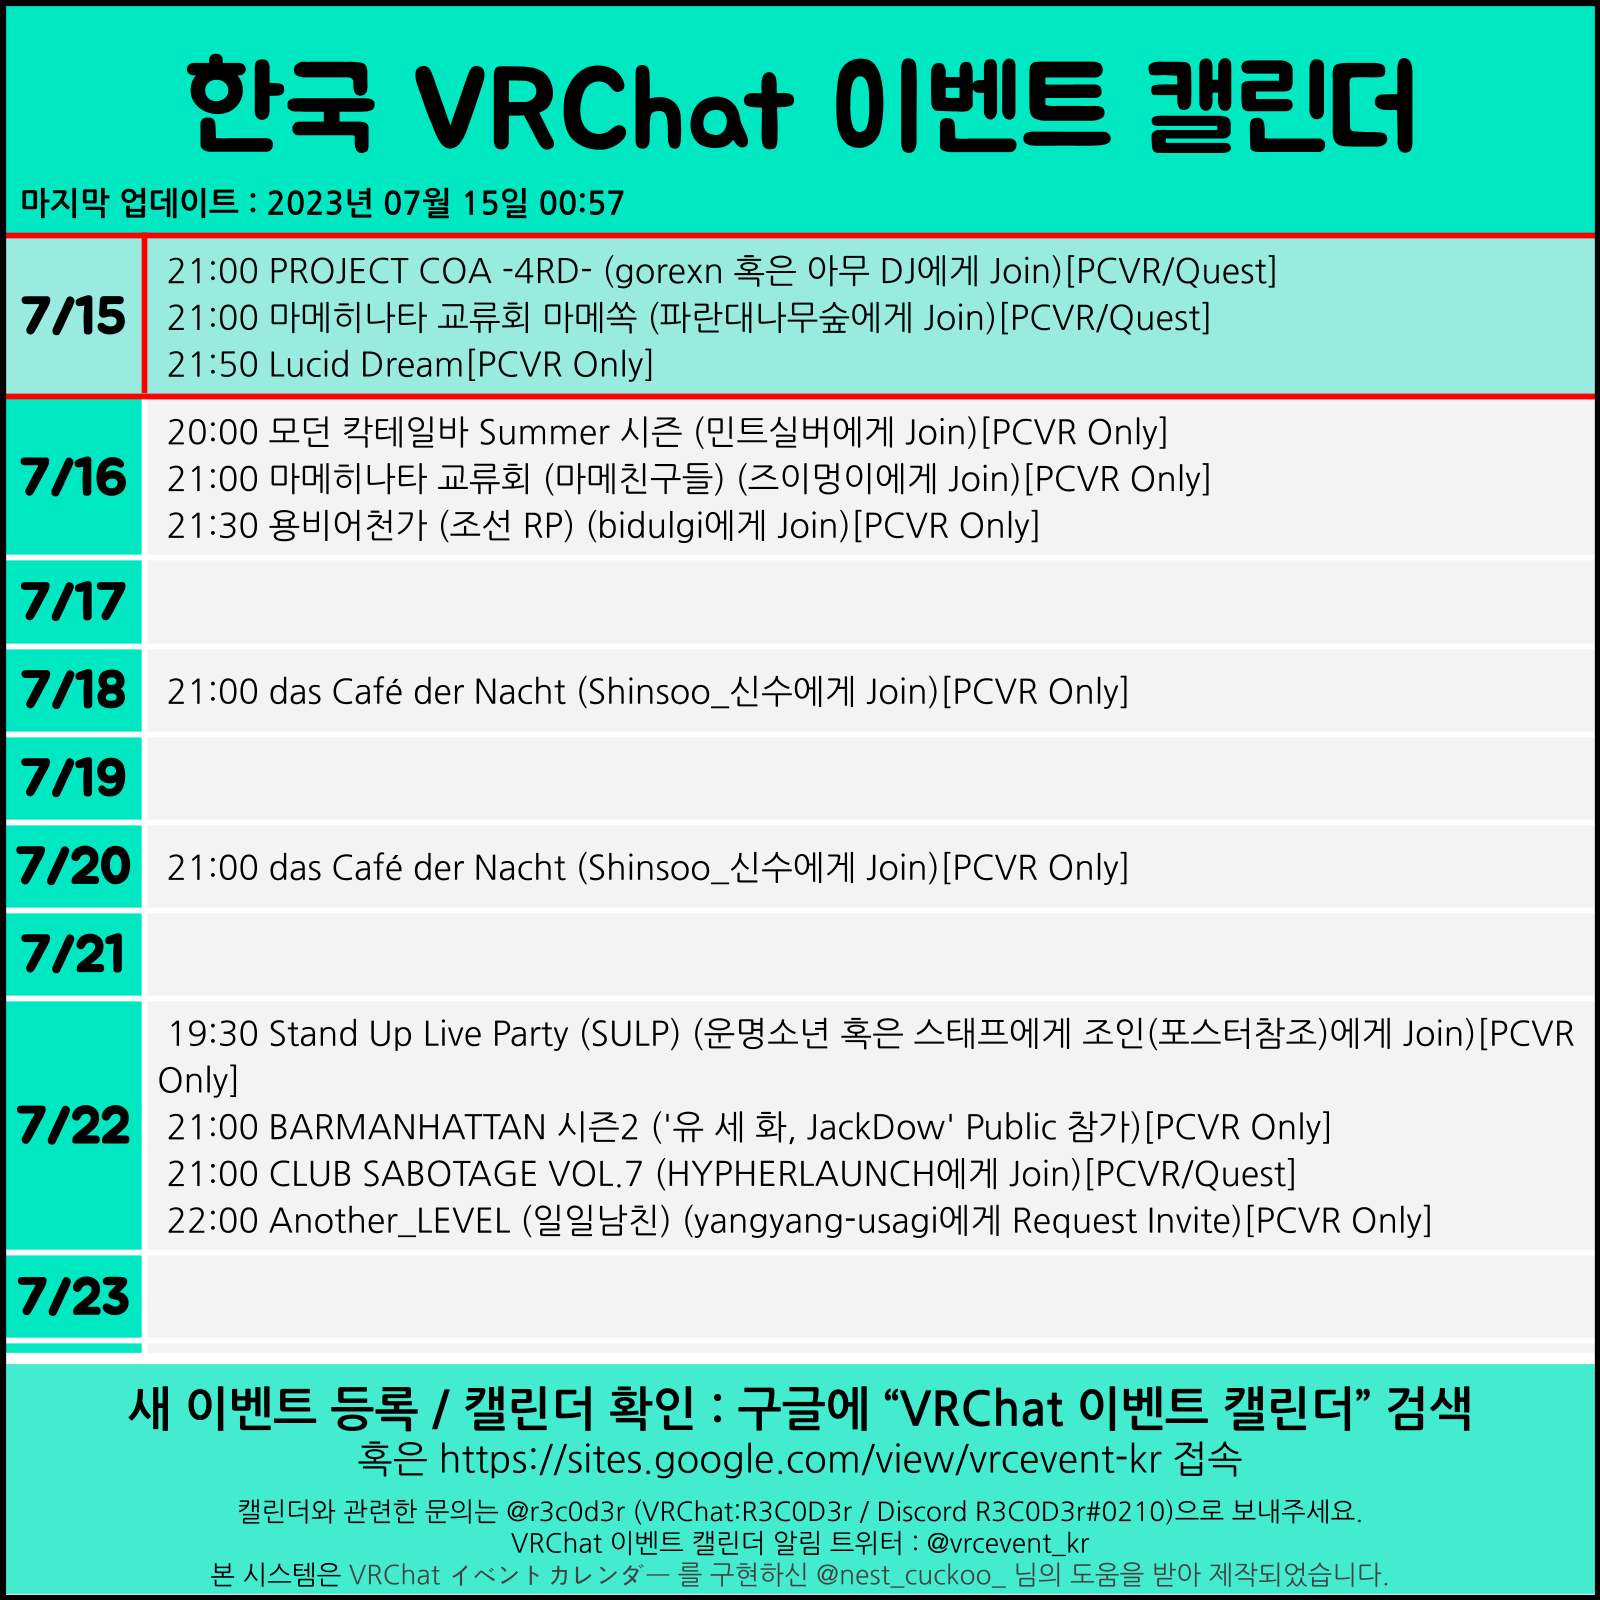 한국 VRChat 이벤트 캘린더
마지막 업데이트 : 2023년 07월 15일 00:57
7/15
21:00 PROJECT COA -4RD- (gorexn 혹은 아무 DJ에게 Join)[PCVR/Quest]
21:00 마메히나타 교류회 마메쏙 (파란대나무숲에게 Join)[PCVR/Quest]
21:50 Lucid Dream[PCVR Only]
7/16
20:00 모던 칵테일바 Summer 시즌 (민트실버에게 Join)[PCVR Only]
21:00 마메히나타 교류회 (마메친구들) (즈이멍이에게 Join)[PCVR Only]
21:30 용비어천가 (조선 RP) (bidulgi에게 Join)[PCVR Only]
7/17
7/18
21:00 das Café der Nacht (Shinsoo_신수에게 Join)[PCVR Only]
7/19
7/20
21:00 das Café der Nacht (Shinsoo_신수에게 Join)[PCVR Only]
7/21
7/22
19:30 Stand Up Live Party (SULP) (운명소년 혹은 스태프에게 조인(포스터참조)에게 Join)[PCVR
Only]
21:00 BARMANHATTAN 시즌2 ('유 세 화, JackDow' Public 참가)[PCVR Only]
21:00 CLUB SABOTAGE VOL.7 (HYPHERLAUNCH에게 Join)[PCVR/Quest]
22:00 Another_LEVEL (일일남친) (yangyang-usagi에게 Request Invite)[PCVR Only]
7/23
새 이벤트 등록 / 캘린더 확인 : 구글에 “VRChat 이벤트 캘린더” 검색
혹은 https://sites.google.com/view/vrcevent-kr 접속
캘린더와 관련한 문의는 @r3c0d3r (VRChat:R3C0D3r / Discord R3C0D3r#0210)으로 보내주세요.
VRChat 이벤트 캘린더 알림 트위터 : @vrcevent_kr
본 시스템은 VRChat イベントカレンダー 를 구현하신 @nest_cuckoo_ 님의 도움을 받아 제작되었습니다.